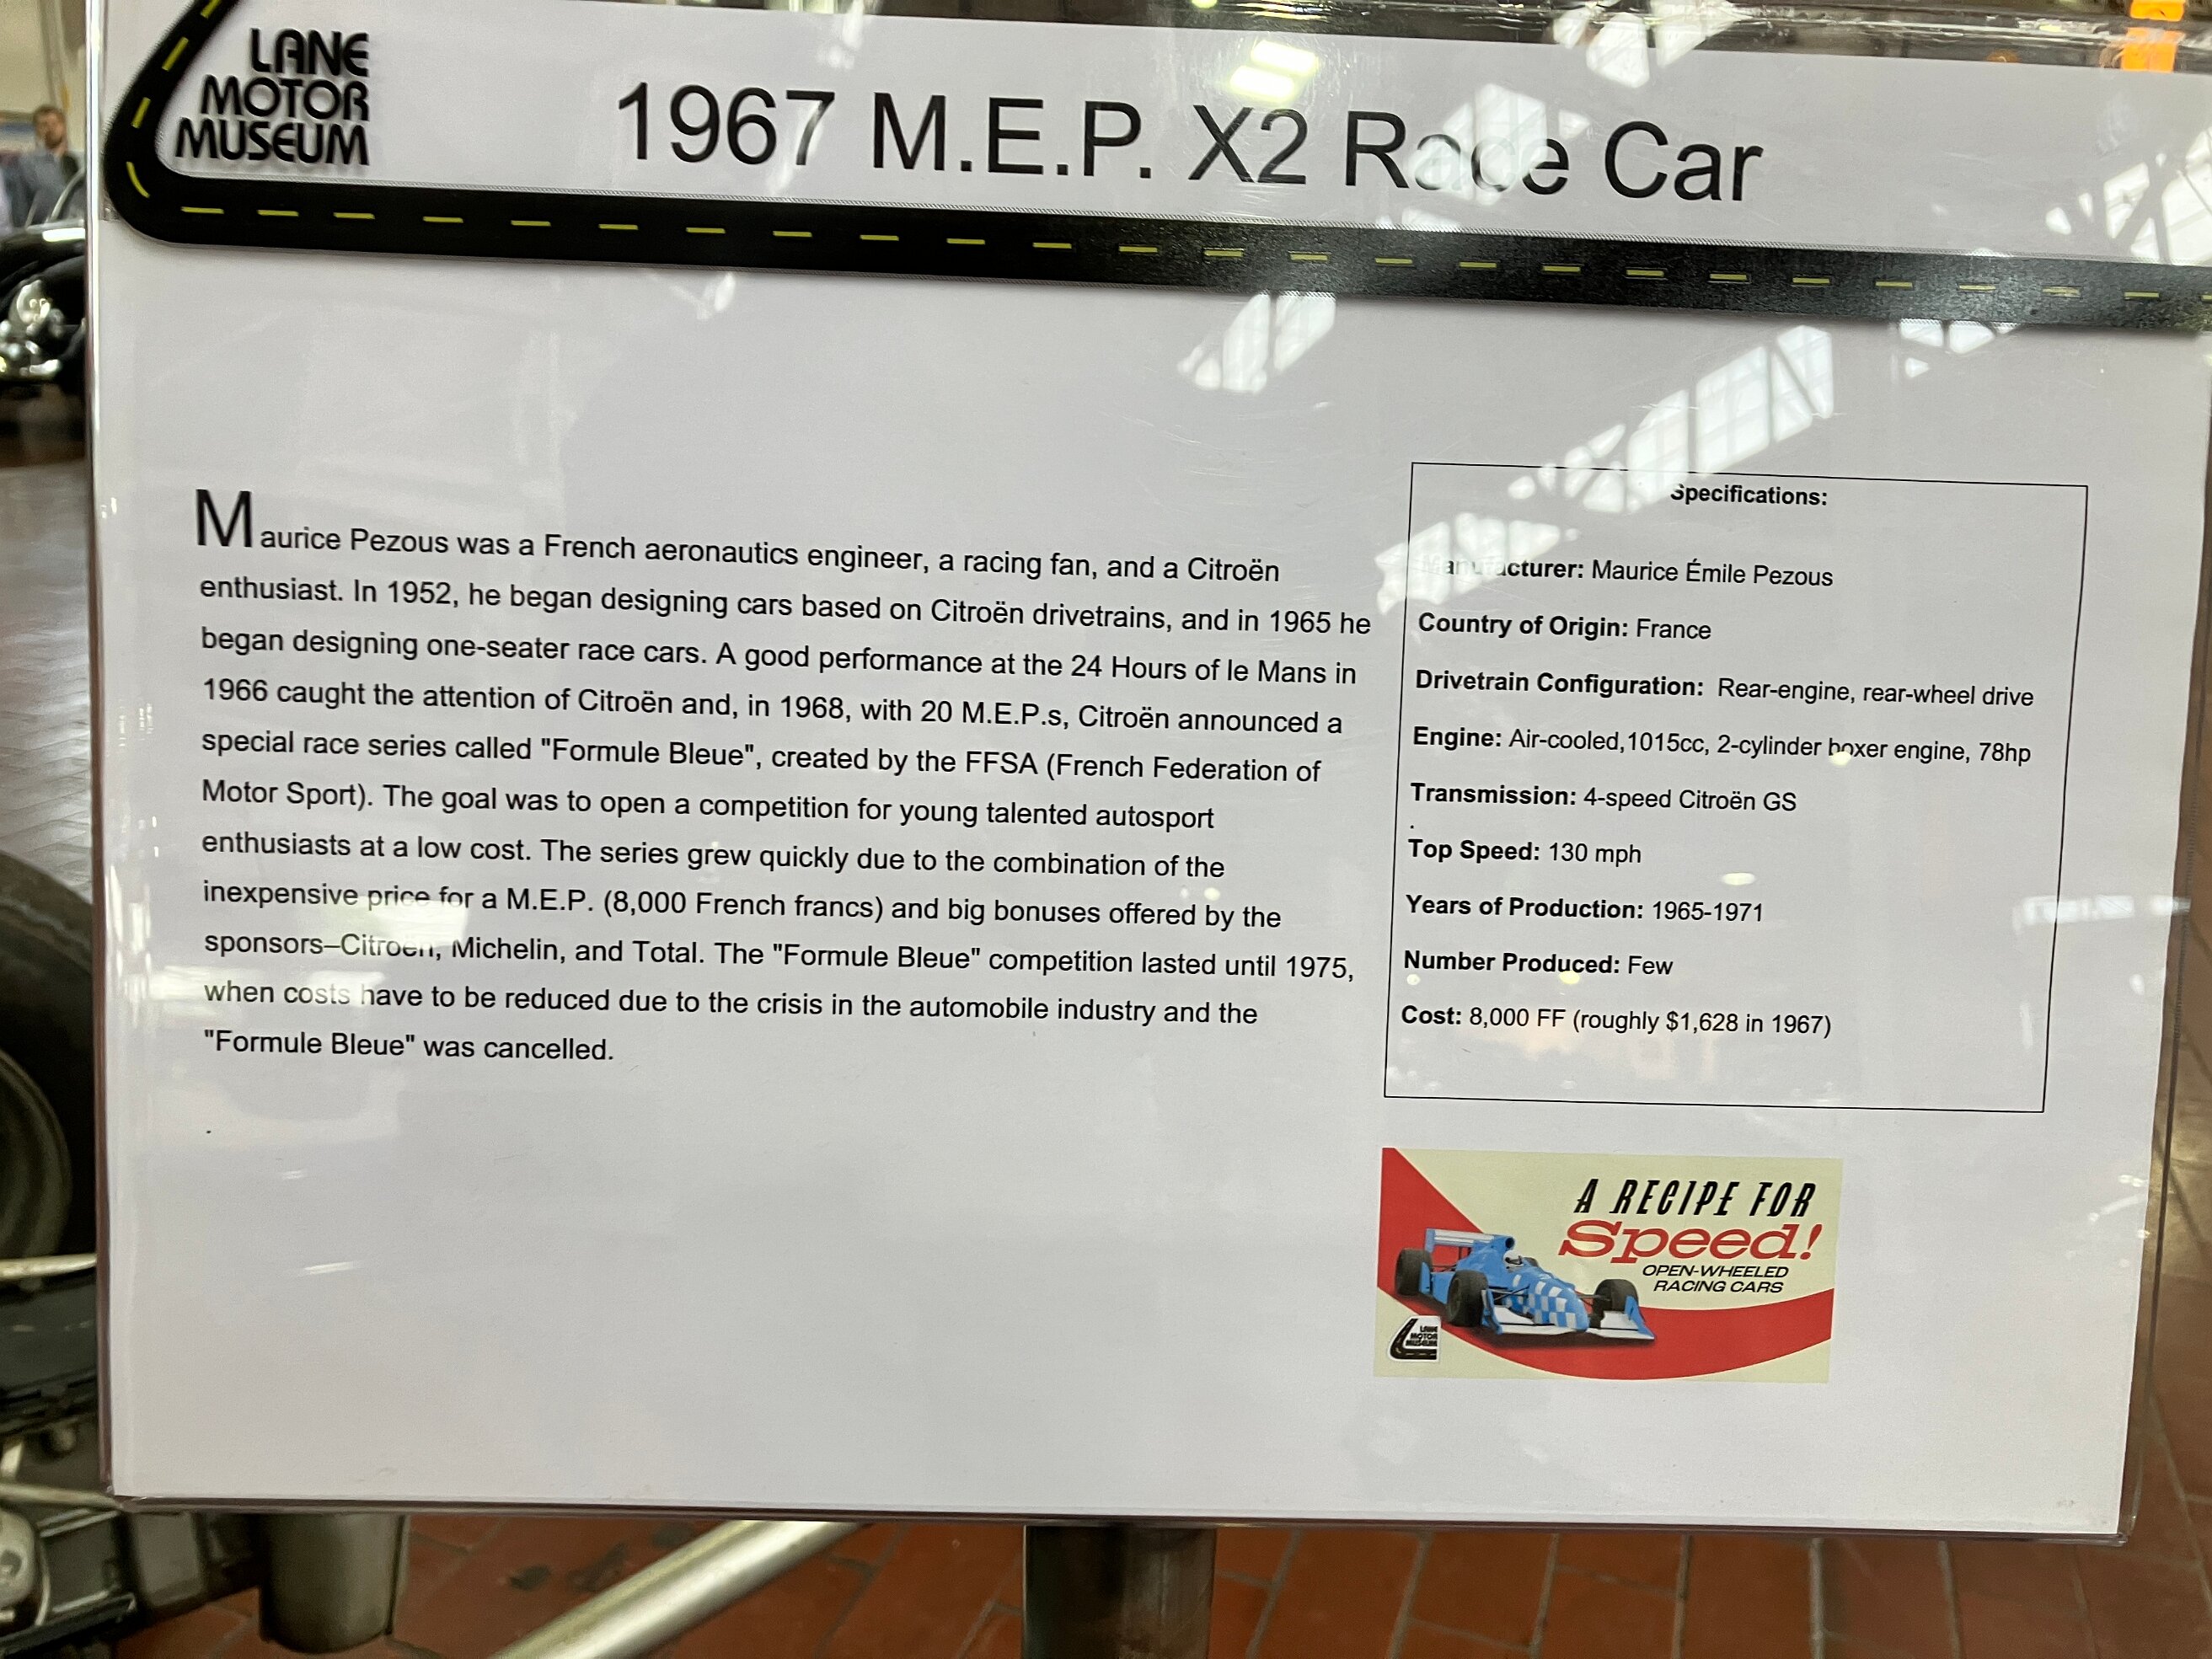 LANE
MOTOR
MUSEUM
1967 M.E.P. X2 Race Car
Maurice Pezous was a French aeronautics engineer, a racing fan, and a Citroën
enthusiast. In 1952, he began designing cars based on Citroën drivetrains, and in 1965 he
began designing one-seater race cars. A good performance at the 24 Hours of le Mans in
1966 caught the attention of Citroën and, in 1968, with 20 M.E.P.s, Citroën announced a
special race series called "Formule Bleue", created by the FFSA (French Federation of
Motor Sport). The goal was to open a competition for young talented autosport
enthusiasts at a low cost. The series grew quickly due to the combination of the
inexpensive price for a M.E.P. (8,000 French francs) and big bonuses offered by the
sponsors–Citroën, Michelin, and Total. The "Formule Bleue" competition lasted until 1975,
when costs have to be reduced due to the crisis in the automobile industry and the
"Formule Bleue" was cancelled.
.
Specifications:
Manufacturer: Maurice Émile Pezous
Country of Origin: France
Drivetrain Configuration: Rear-engine, rear-wheel drive
Engine: Air-cooled,1015cc, 2-cylinder boxer engine, 78hp
Transmission: 4-speed Citroën GS
.
Top Speed: 130 mph
Years of Production: 1965-1971
Number Produced: Few
Cost: 8,000 FF (roughly $1,628 in 1967)
A RECIPE FOR
Speed!
OPEN-WHEELED
RACING CARS
LANE
MOTOR
MUSEUM